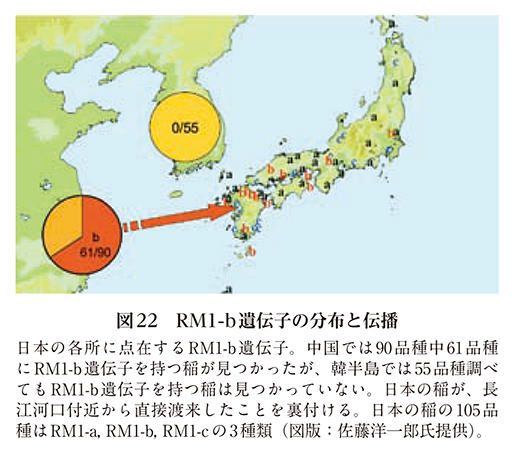 0/55
b
61/90
図22 RM1-b遺伝子の分布と伝播
日本の各所に点在するRM1-b遺伝子。中国では90品種中61品種
にRM1-b遺伝子を持つ稲が見つかったが、韓半島では55品種調べ
てもRM1-b遺伝子を持つ稲は見つかっていない。日本の稲が、長
江河口付近から直接渡来したことを裏付ける。日本の稲の105品
種はRM1-a, RM1-b, RM1-cの3種類（図版：佐藤洋一郎氏提供）。